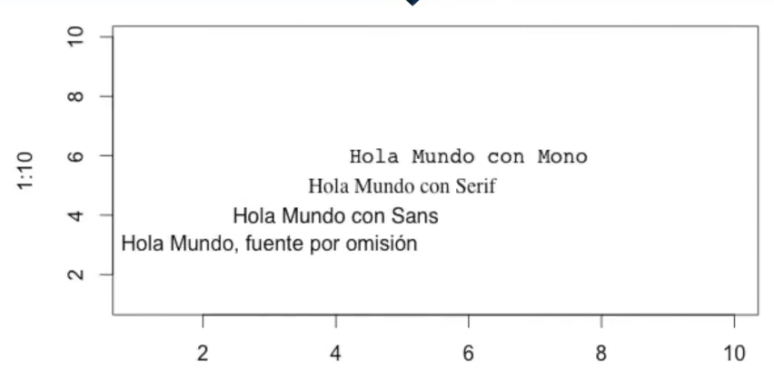 10
8
6
4
2
1:10
Hola Mundo con Mono
Hola Mundo con Serif
Hola Mundo con Sans
Hola Mundo, fuente por omisión
2 4 6 8 10